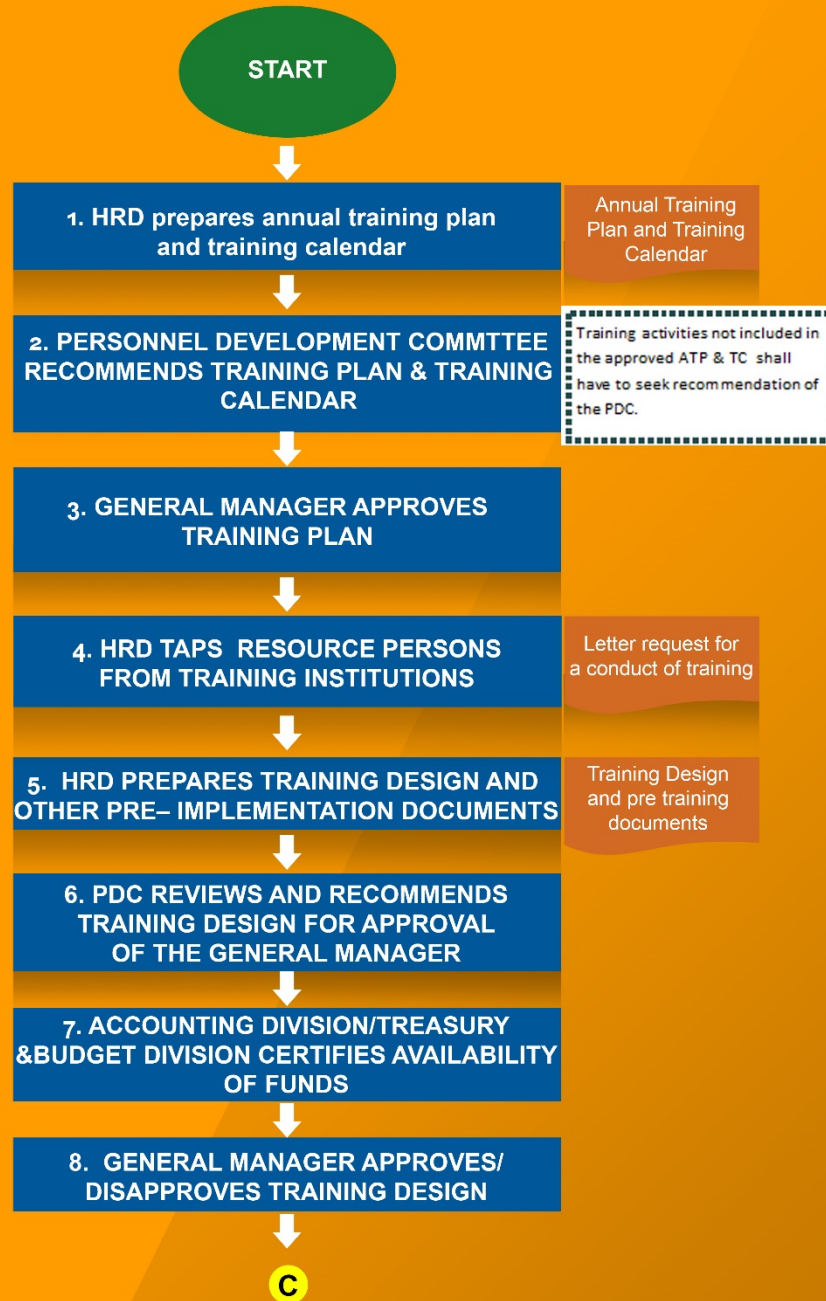 START
1. HRD prepares annual training plan
and training calendar
Annual Training
Plan and Training
Calendar
2. PERSONNEL DEVELOPMENT COMMTTEE
RECOMMENDS TRAINING PLAN & TRAINING
CALENDAR
Training activities not included in
the approved ATP & TC shall
have to seek recommendation of
the PDC.
3. GENERAL MANAGER APPROVES
TRAINING PLAN
4. HRD TAPS RESOURCE PERSONS
FROM TRAINING INSTITUTIONS
Letter request for
a conduct of training
5. HRD PREPARES TRAINING DESIGN AND
OTHER PRE– IMPLEMENTATION DOCUMENTS
Training Design
and pre training
documents
6. PDC REVIEWS AND RECOMMENDS
TRAINING DESIGN FOR APPROVAL
OF THE GENERAL MANAGER
7. ACCOUNTING DIVISION/TREASURY
&BUDGET DIVISION CERTIFIES AVAILABILITY
OF FUNDS
8. GENERAL MANAGER APPROVES/
DISAPPROVES TRAINING DESIGN
C